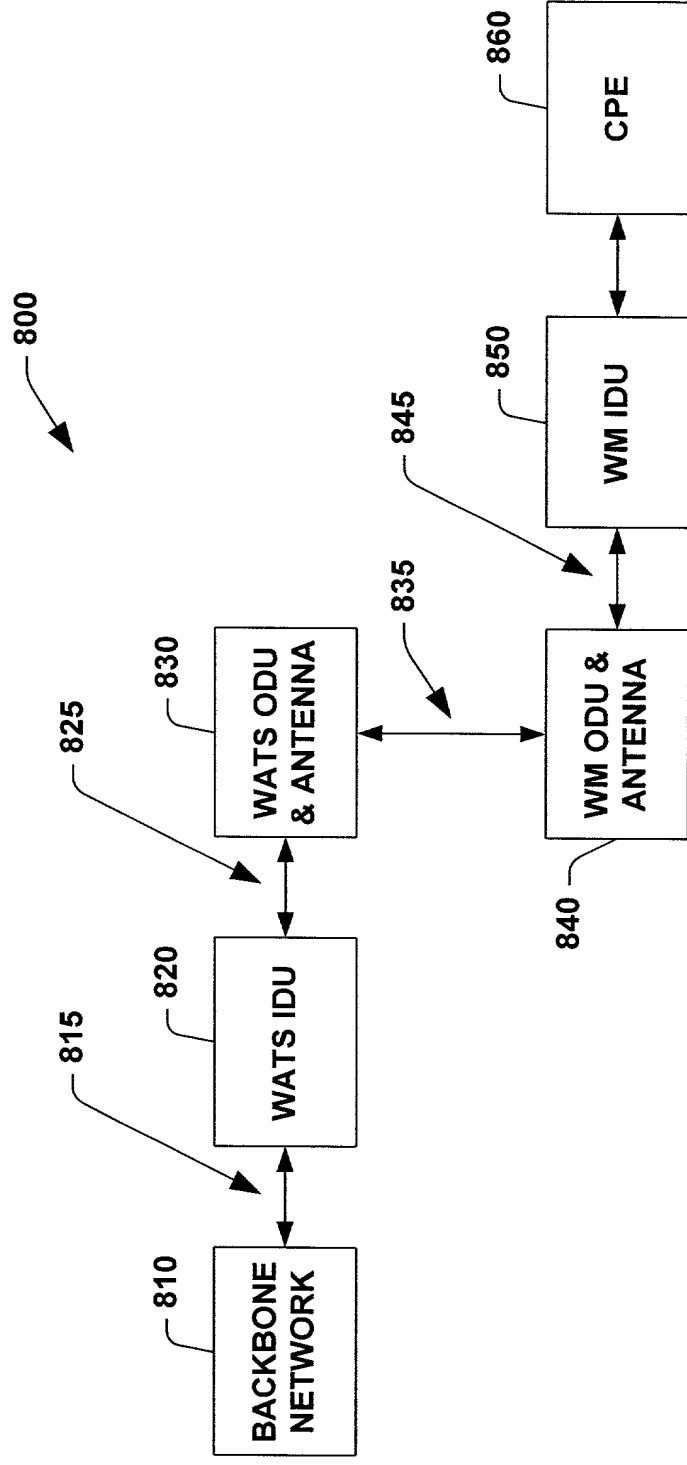 800
810
BACKBONE
NETWORK
815
820
WATS IDU
825
830
WATS ODU
& ANTENNA
835
840
WM ODU &
ANTENNA
845
850
WM IDU
860
CPE